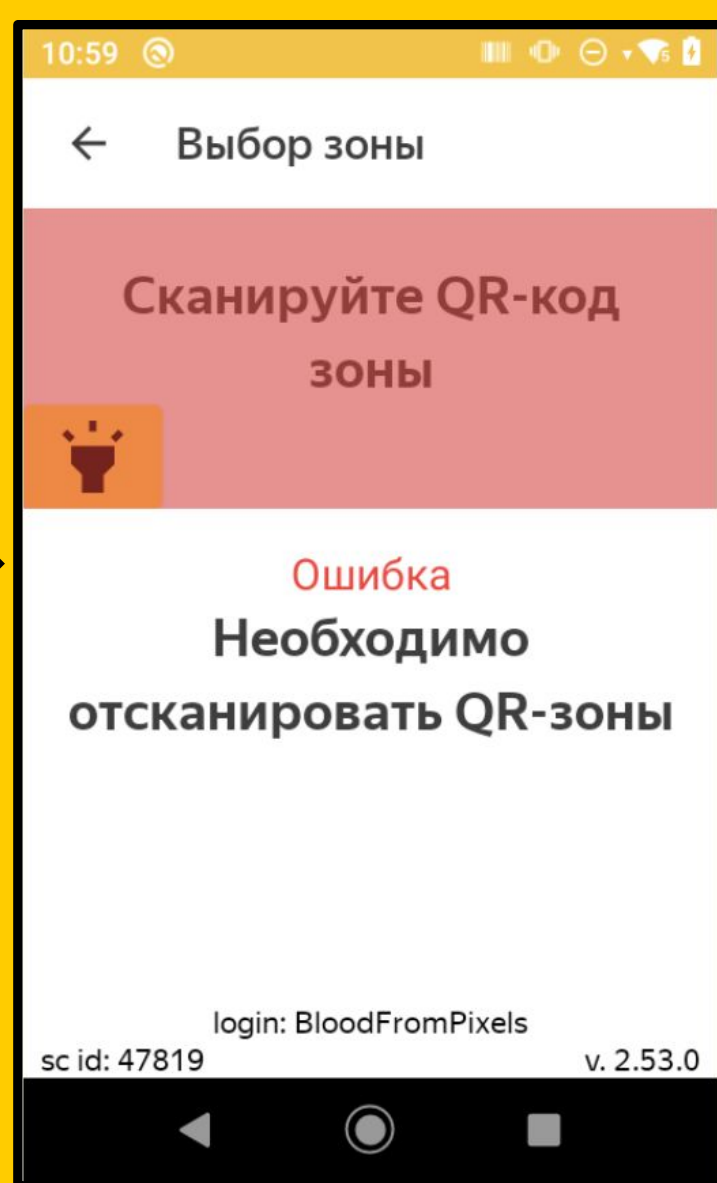 10:59
← Выбор зоны
Сканируйте QR-код
зоны
Ошибка
Необходимо
отсканировать QR-зоны
login: BloodFromPixels
sc id: 47819 v. 2.53.0